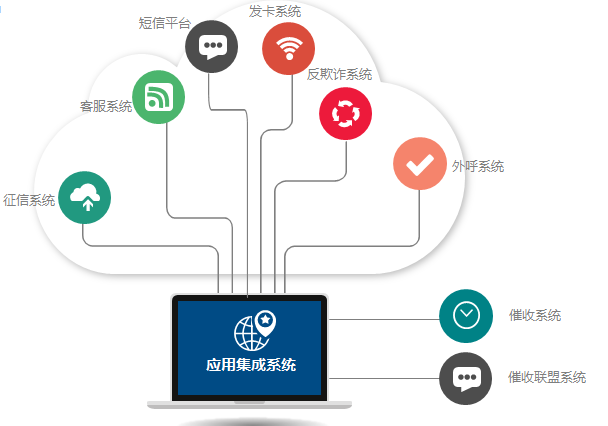 发卡系统
短信平台
反欺诈系统
客服系统
外呼系统
征信系统
催收系统
应用集成系统
催收联盟系统